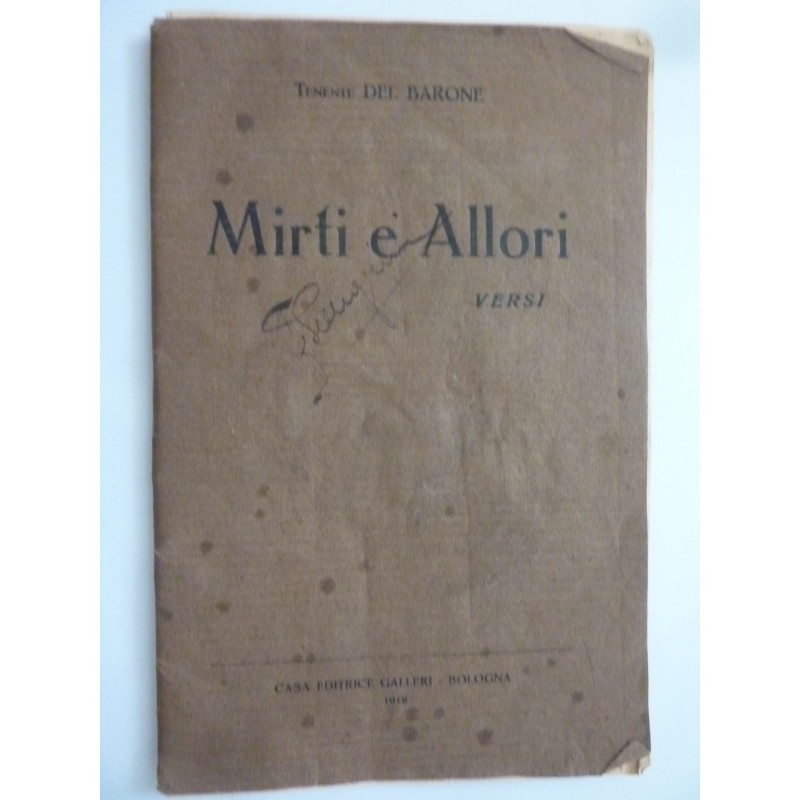 TENENTE DEL BARONE
Mirti e Allori
VERSI
CASA EDITRICE GALLERI - BOLOGNA